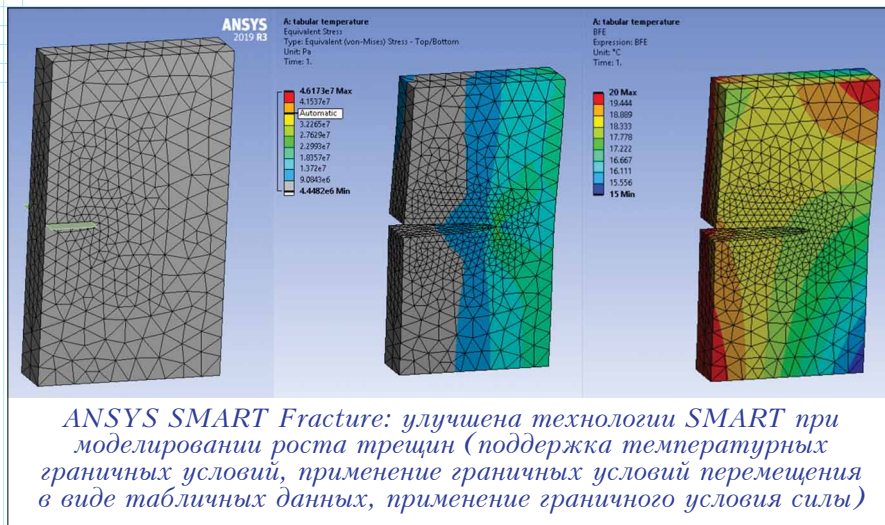 ANSYS
2019 R3
A: tabular temperature
Equivalent Stress
Type: Equivalent (von-Mises) Stress - Top/Bottom
Unit: Pa
Time: 1.
4.6173e7 Max
4.1537e7
Automatic
3.2265e7
2.7629e7
2.2993e7
1.8357e7
1.372e7
9.0843e6
4.4482e6 Min
A: tabular temperature
BFE
Expression: BFE
Unit: °C
Time: 1.
20 Max
19.444
18.889
18.333
17.778
17.222
16.667
16.111
15.556
15 Min
ANSYS SMART Fracture: улучшена технологии SMART при
моделировании роста трещин (поддержка температурных
граничных условий, применение граничных условий перемещения
в виде табличных данных, применение граничного условия силы)